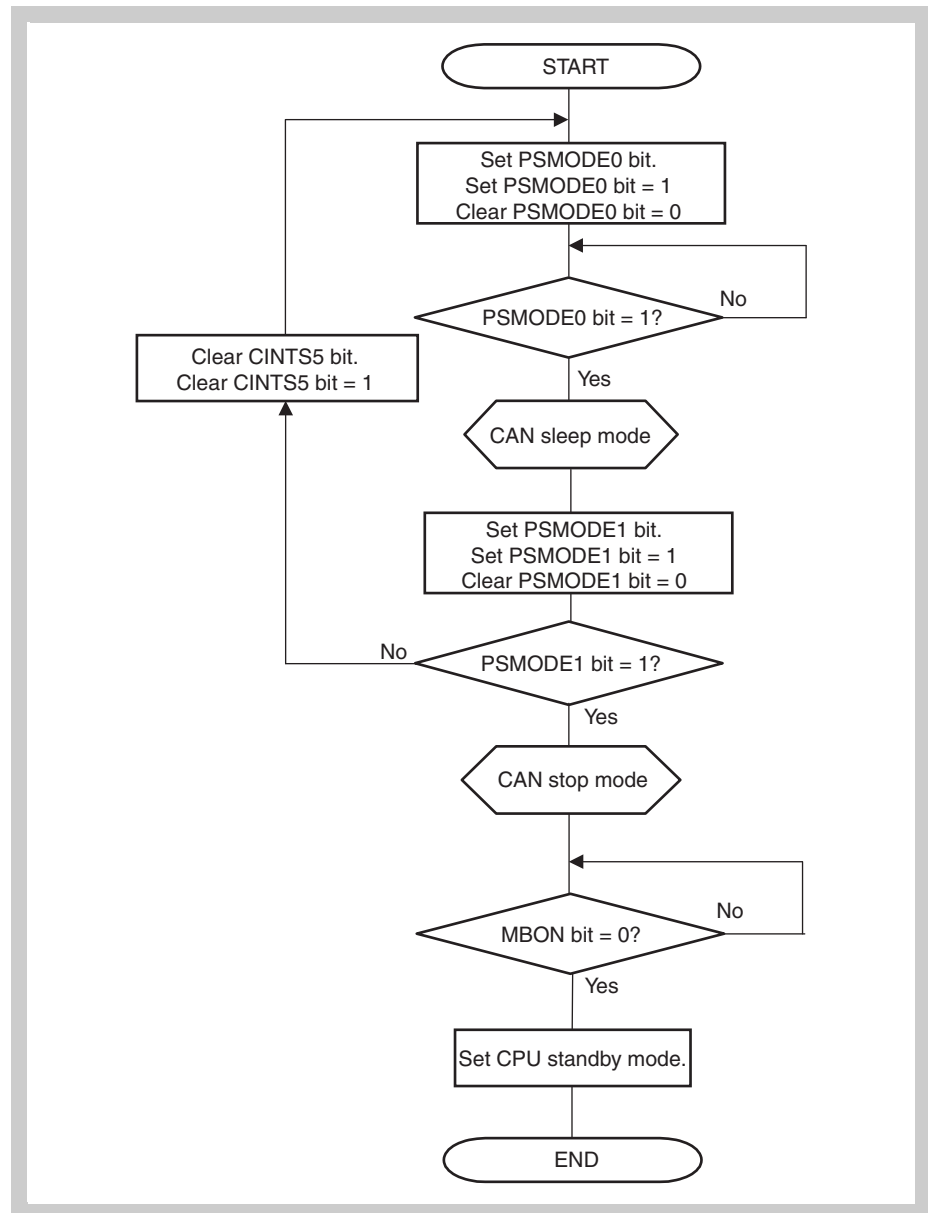 START
Set PSMODE0 bit.
Set PSMODE0 bit = 1
Clear PSMODE0 bit = 0
PSMODE0 bit = 1?
No
Yes
Clear CINTS5 bit.
Clear CINTS5 bit = 1
CAN sleep mode
Set PSMODE1 bit.
Set PSMODE1 bit = 1
Clear PSMODE1 bit = 0
No
PSMODE1 bit = 1?
Yes
CAN stop mode
No
MBON bit = 0?
Yes
Set CPU standby mode.
END